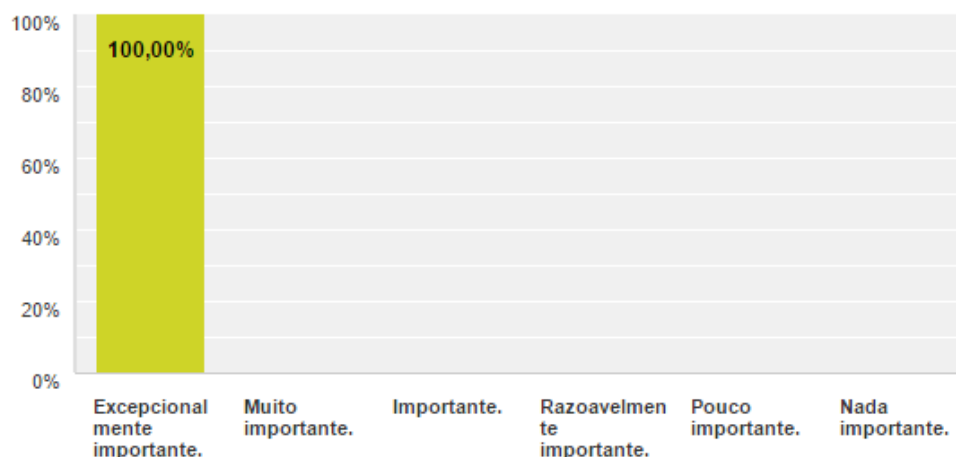 100%
100,00%
80%
60%
40%
20%
0%
Excepcional
mente
importante.
Muito
importante.
Importante.
Razoavelmen
te
importante.
Pouco
importante.
Nada
importante.